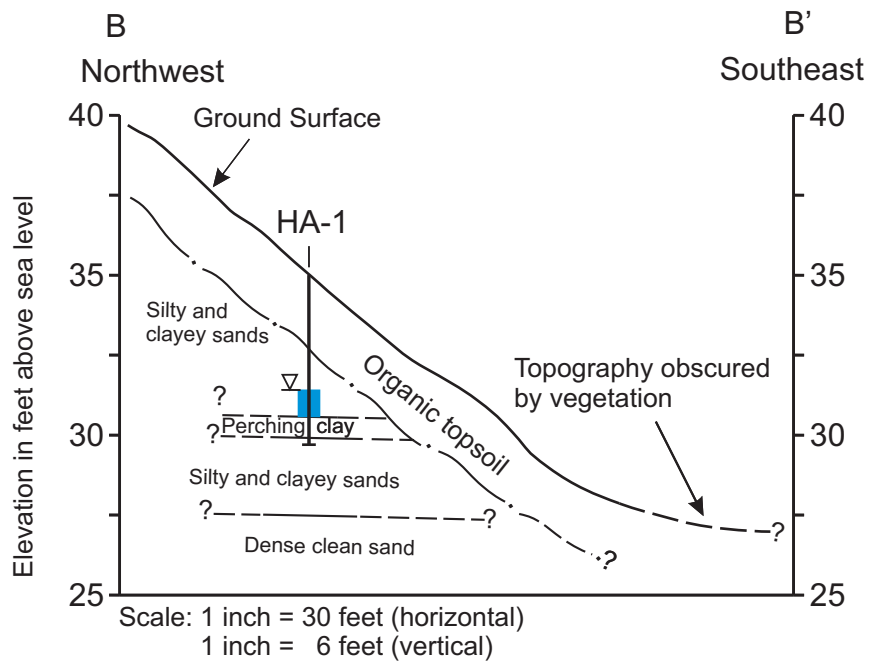 B
B’
Northwest
Southeast
40
40
Ground Surface
HA-1
Elevation in feet above sea level
35
35
Silty and
clayey sands
Organic topsoil
Topography obscured
by vegetation
?
30
30
Perching clay
?
Silty and clayey sands
?
?
?
Dense clean sand
?
25
25
Scale: 1 inch = 30 feet (horizontal)
1 inch = 6 feet (vertical)